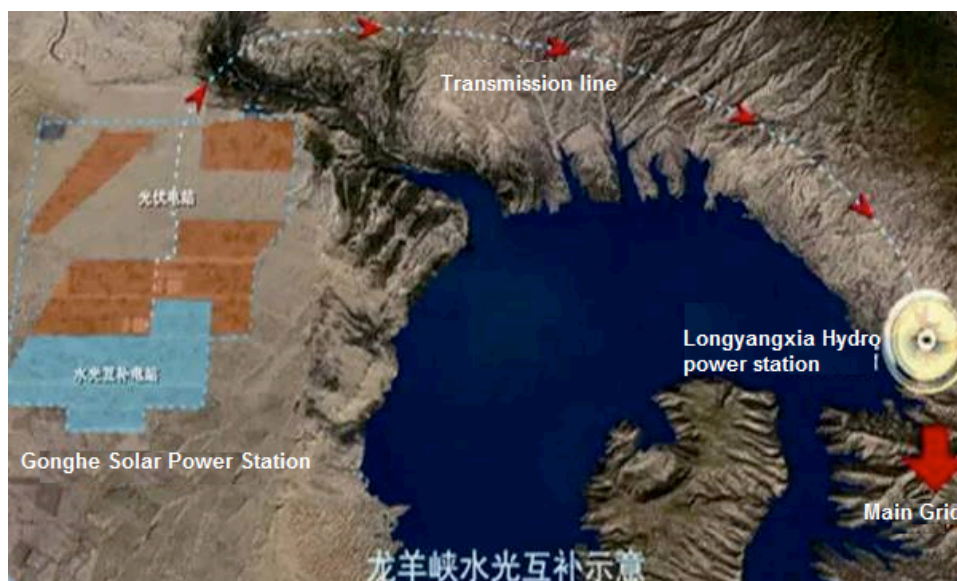 Transmission line
光伏电站
Longyangxia Hydro
power station
水光互补电站
Gonghe Solar Power Station
Main Grid
龙羊峡水光互补示意